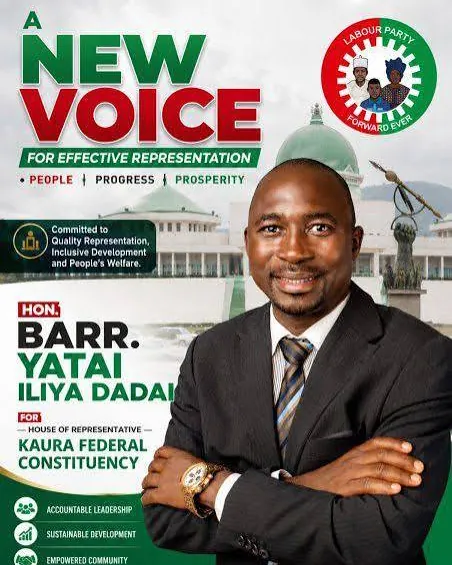 A
NEW
VOICE
FOR EFFECTIVE REPRESENTATION
• PEOPLE | PROGRESS | PROSPERITY
LABOUR PARTY
FORWARD EVER
Committed to
Quality Representation,
Inclusive Development
and People's Welfare.
HON.
BARR.
YATAI
ILIYA DADAI
FOR
— HOUSE OF REPRESENTATIVE —
KAURA FEDERAL
CONSTITUENCY
ACCOUNTABLE LEADERSHIP
SUSTAINABLE DEVELOPMENT
EMPOWERED COMMUNITY